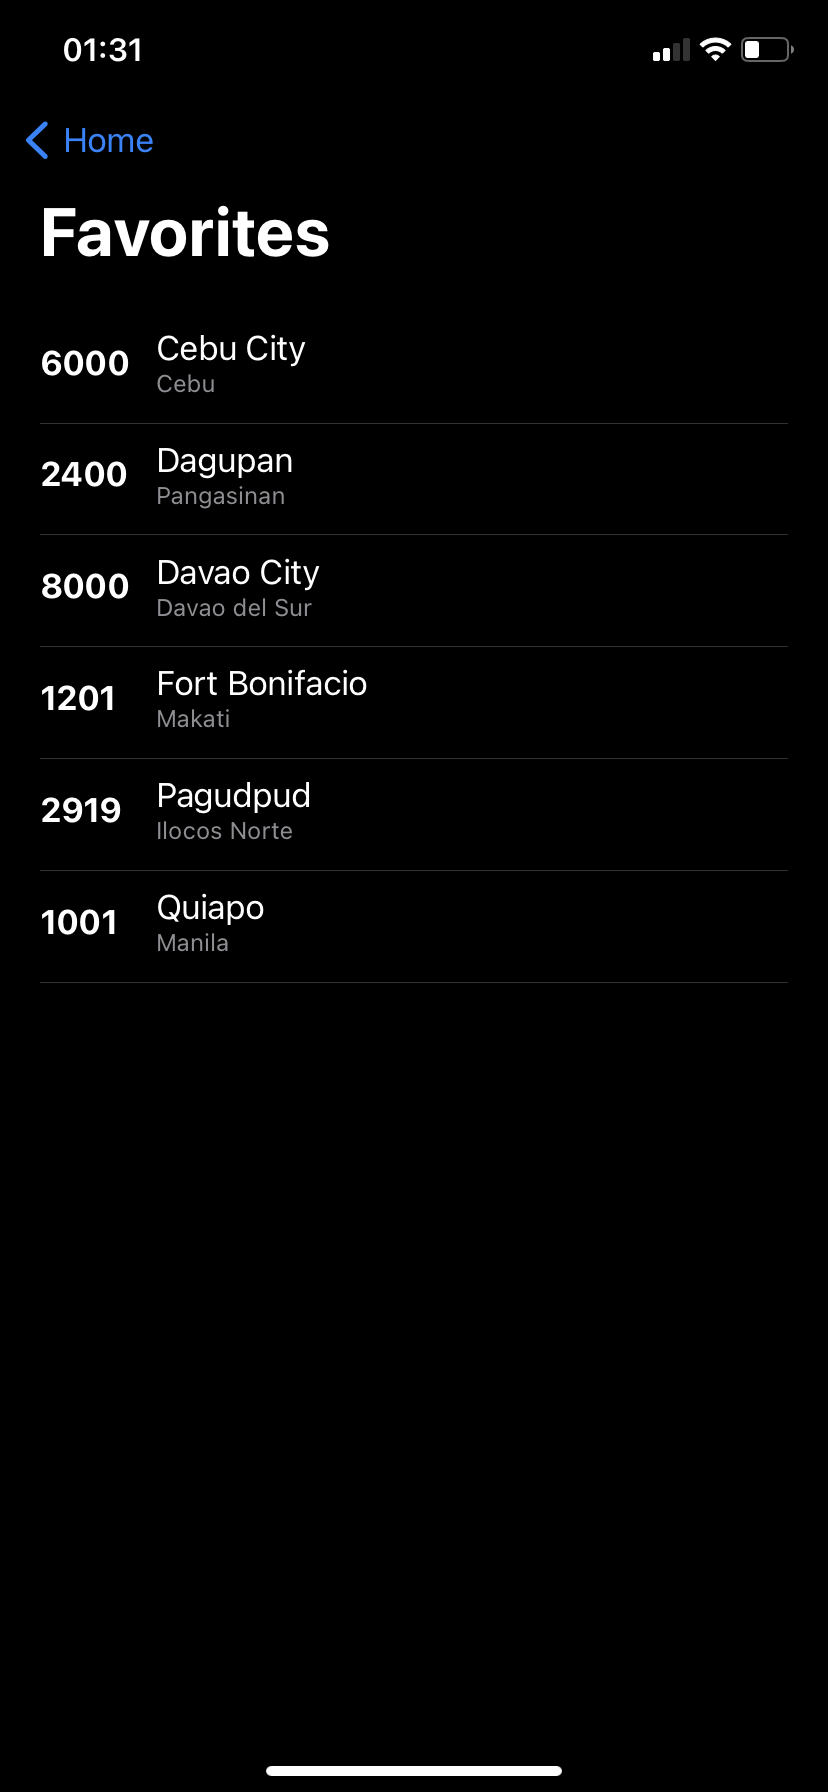 01:31
Home
Favorites
6000
Cebu City
Cebu
2400
Dagupan
Pangasinan
8000
Davao City
Davao del Sur
1201
Fort Bonifacio
Makati
2919
Pagudpud
Ilocos Norte
1001
Quiapo
Manila